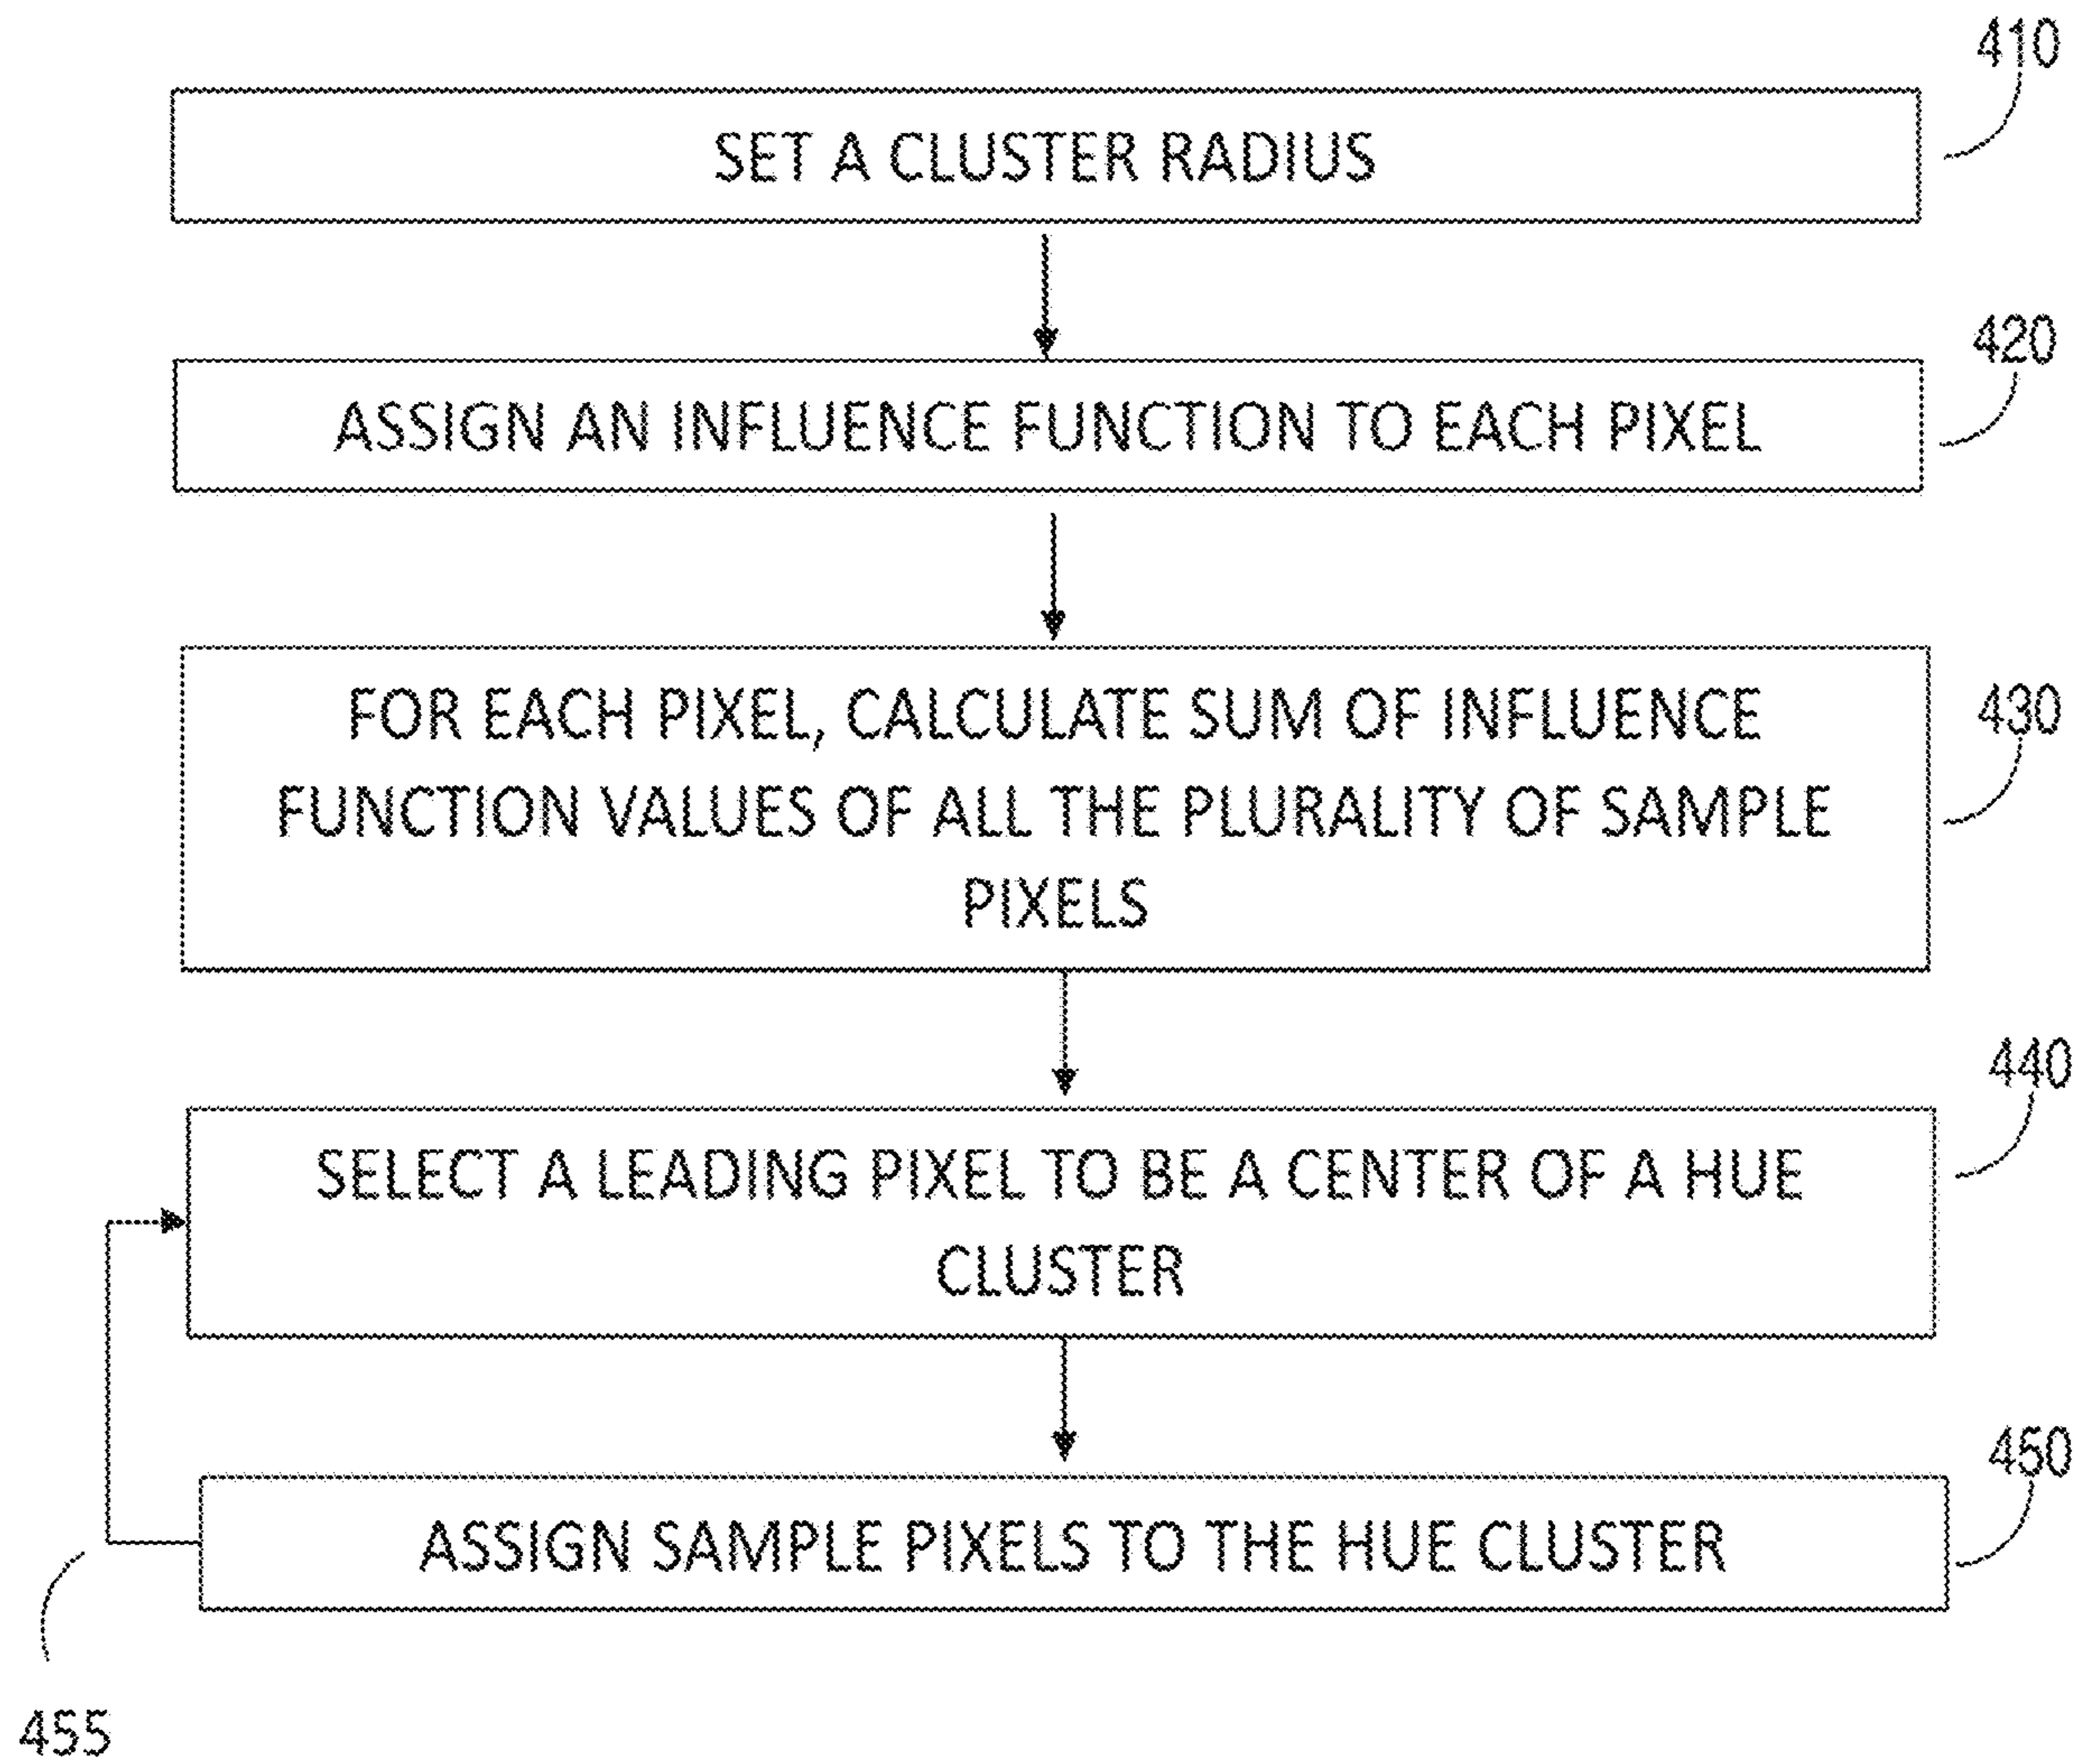 410
SET A CLUSTER RADIUS
420
ASSIGN AN INFLUENCE FUNCTION TO EACH PIXEL
430
FOR EACH PIXEL, CALCULATE SUM OF INFLUENCE
FUNCTION VALUES OF ALL THE PLURALITY OF SAMPLE
PIXELS
440
SELECT A LEADING PIXEL TO BE A CENTER OF A HUE
CLUSTER
450
ASSIGN SAMPLE PIXELS TO THE HUE CLUSTER
455